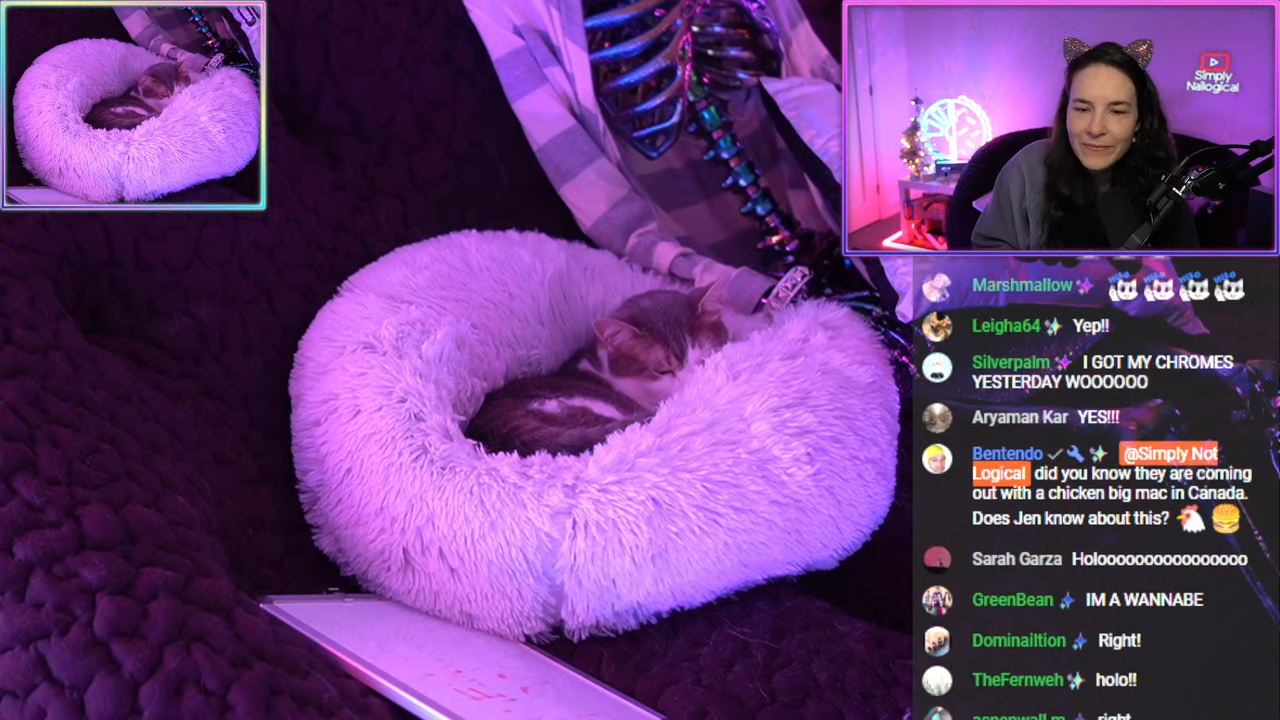 Simply
Nailogical
Marshmallow
Leigha64 Yep!!
Silverpalm I GOT MY CHROMES
YESTERDAY WOOOOOO
Aryaman Kar YES!!!
Bentendo @Simply Not
Logical did you know they are coming
out with a chicken big mac in Canada.
Does Jen know about this?
Sarah Garza Holooooooooooooooooo
GreenBean IM A WANNABE
Dominailtion Right!
TheFernweh holo!!